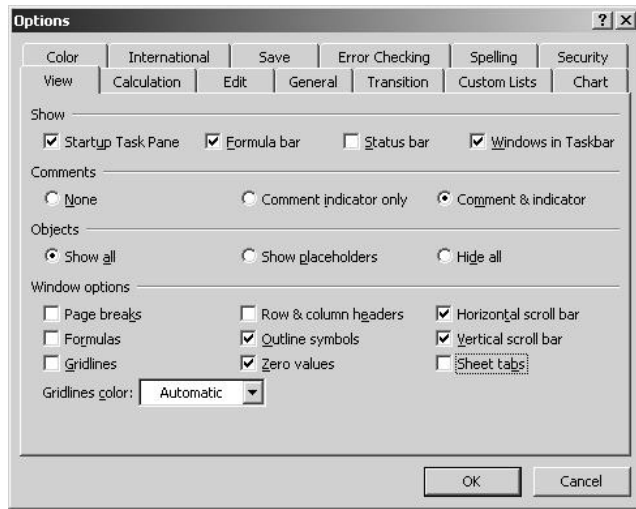 Options
Color International Save Error Checking Spelling Security
View Calculation Edit General Transition Custom Lists Chart
Show
Startup Task Pane Formula bar Status bar Windows in Taskbar
Comments
None Comment indicator only Comment & indicator
Objects
Show all Show placeholders Hide all
Window options
Page breaks Row & column headers Horizontal scroll bar
Formulas Outline symbols Vertical scroll bar
Gridlines Zero values Sheet tabs
Gridlines color: Automatic
OK Cancel